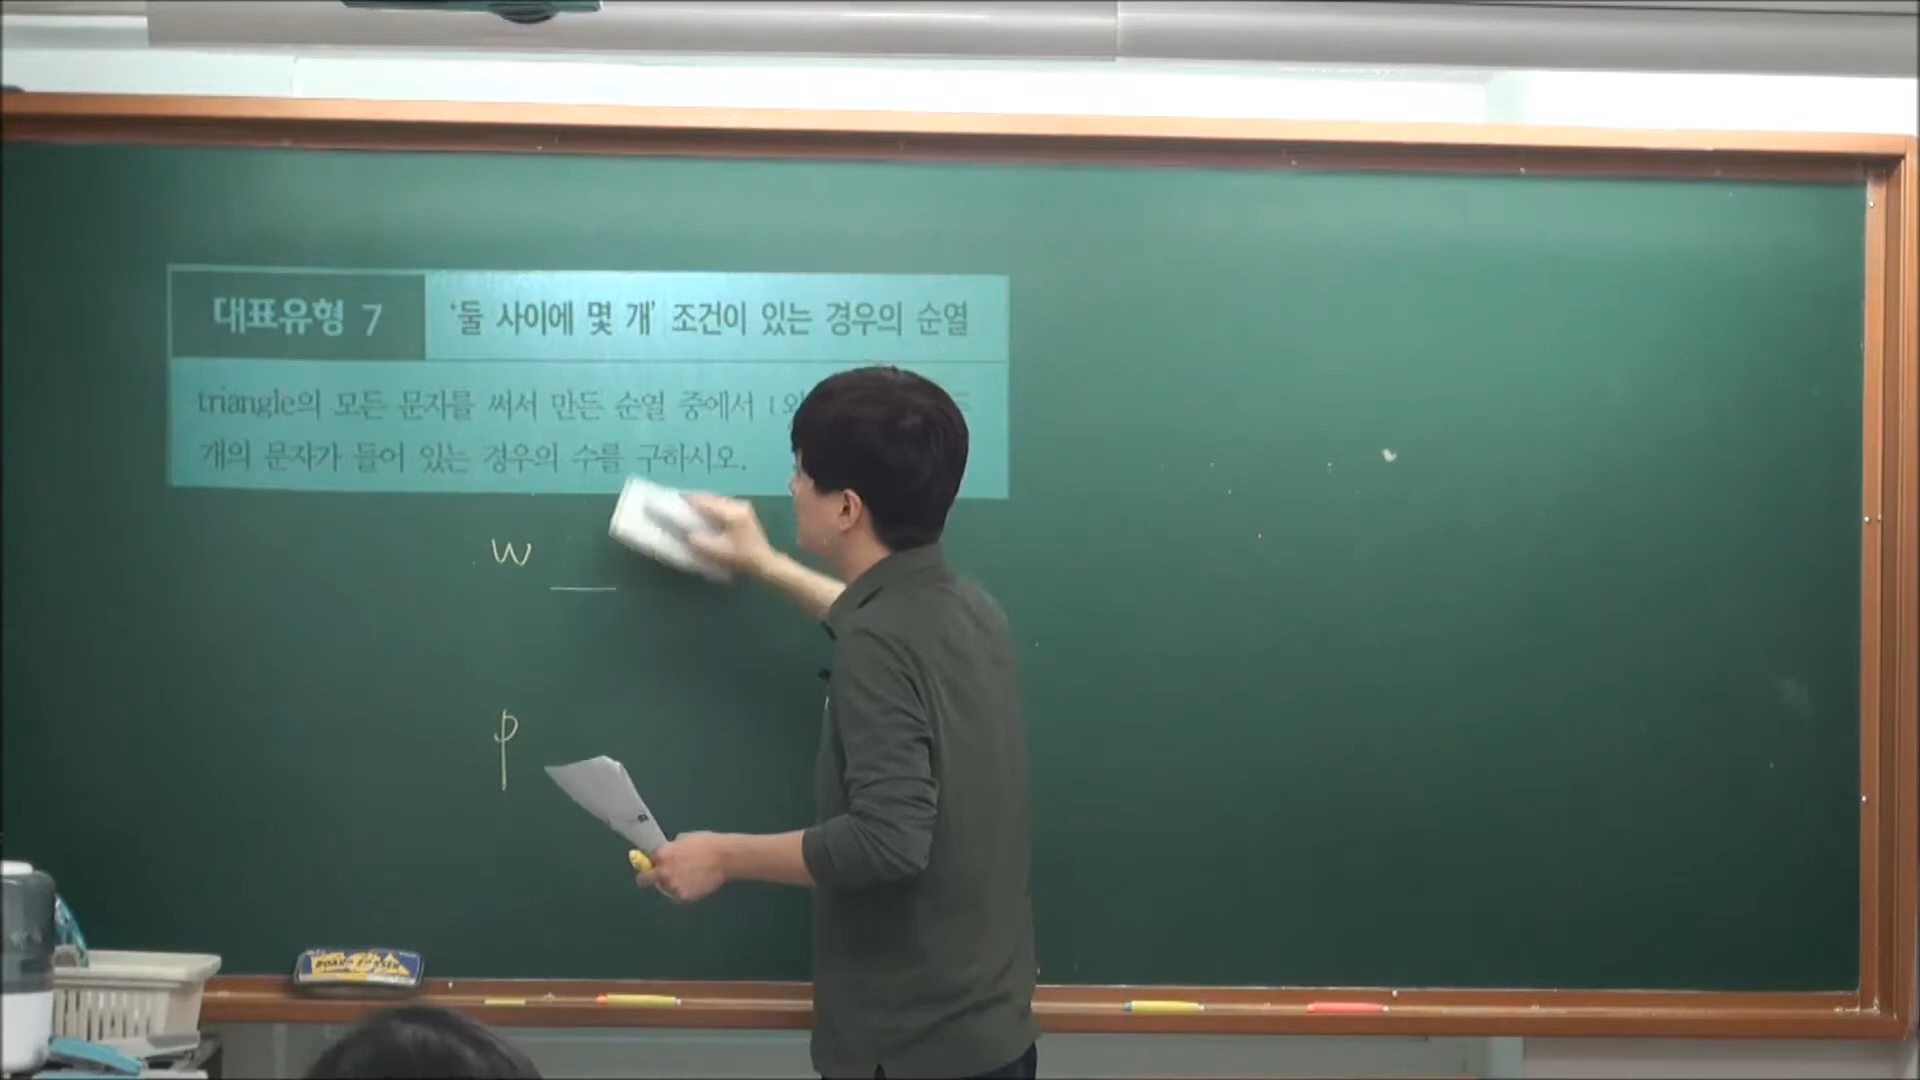 대표유형 7
'둘 사이에 몇 개' 조건이 있는 경우의 순열
triangle의 모든 문자를 써서 만든 순열 중에서 t와
개의 문자가 들어 있는 경우의 수를 구하시오.
W
P
BOARD ERASER